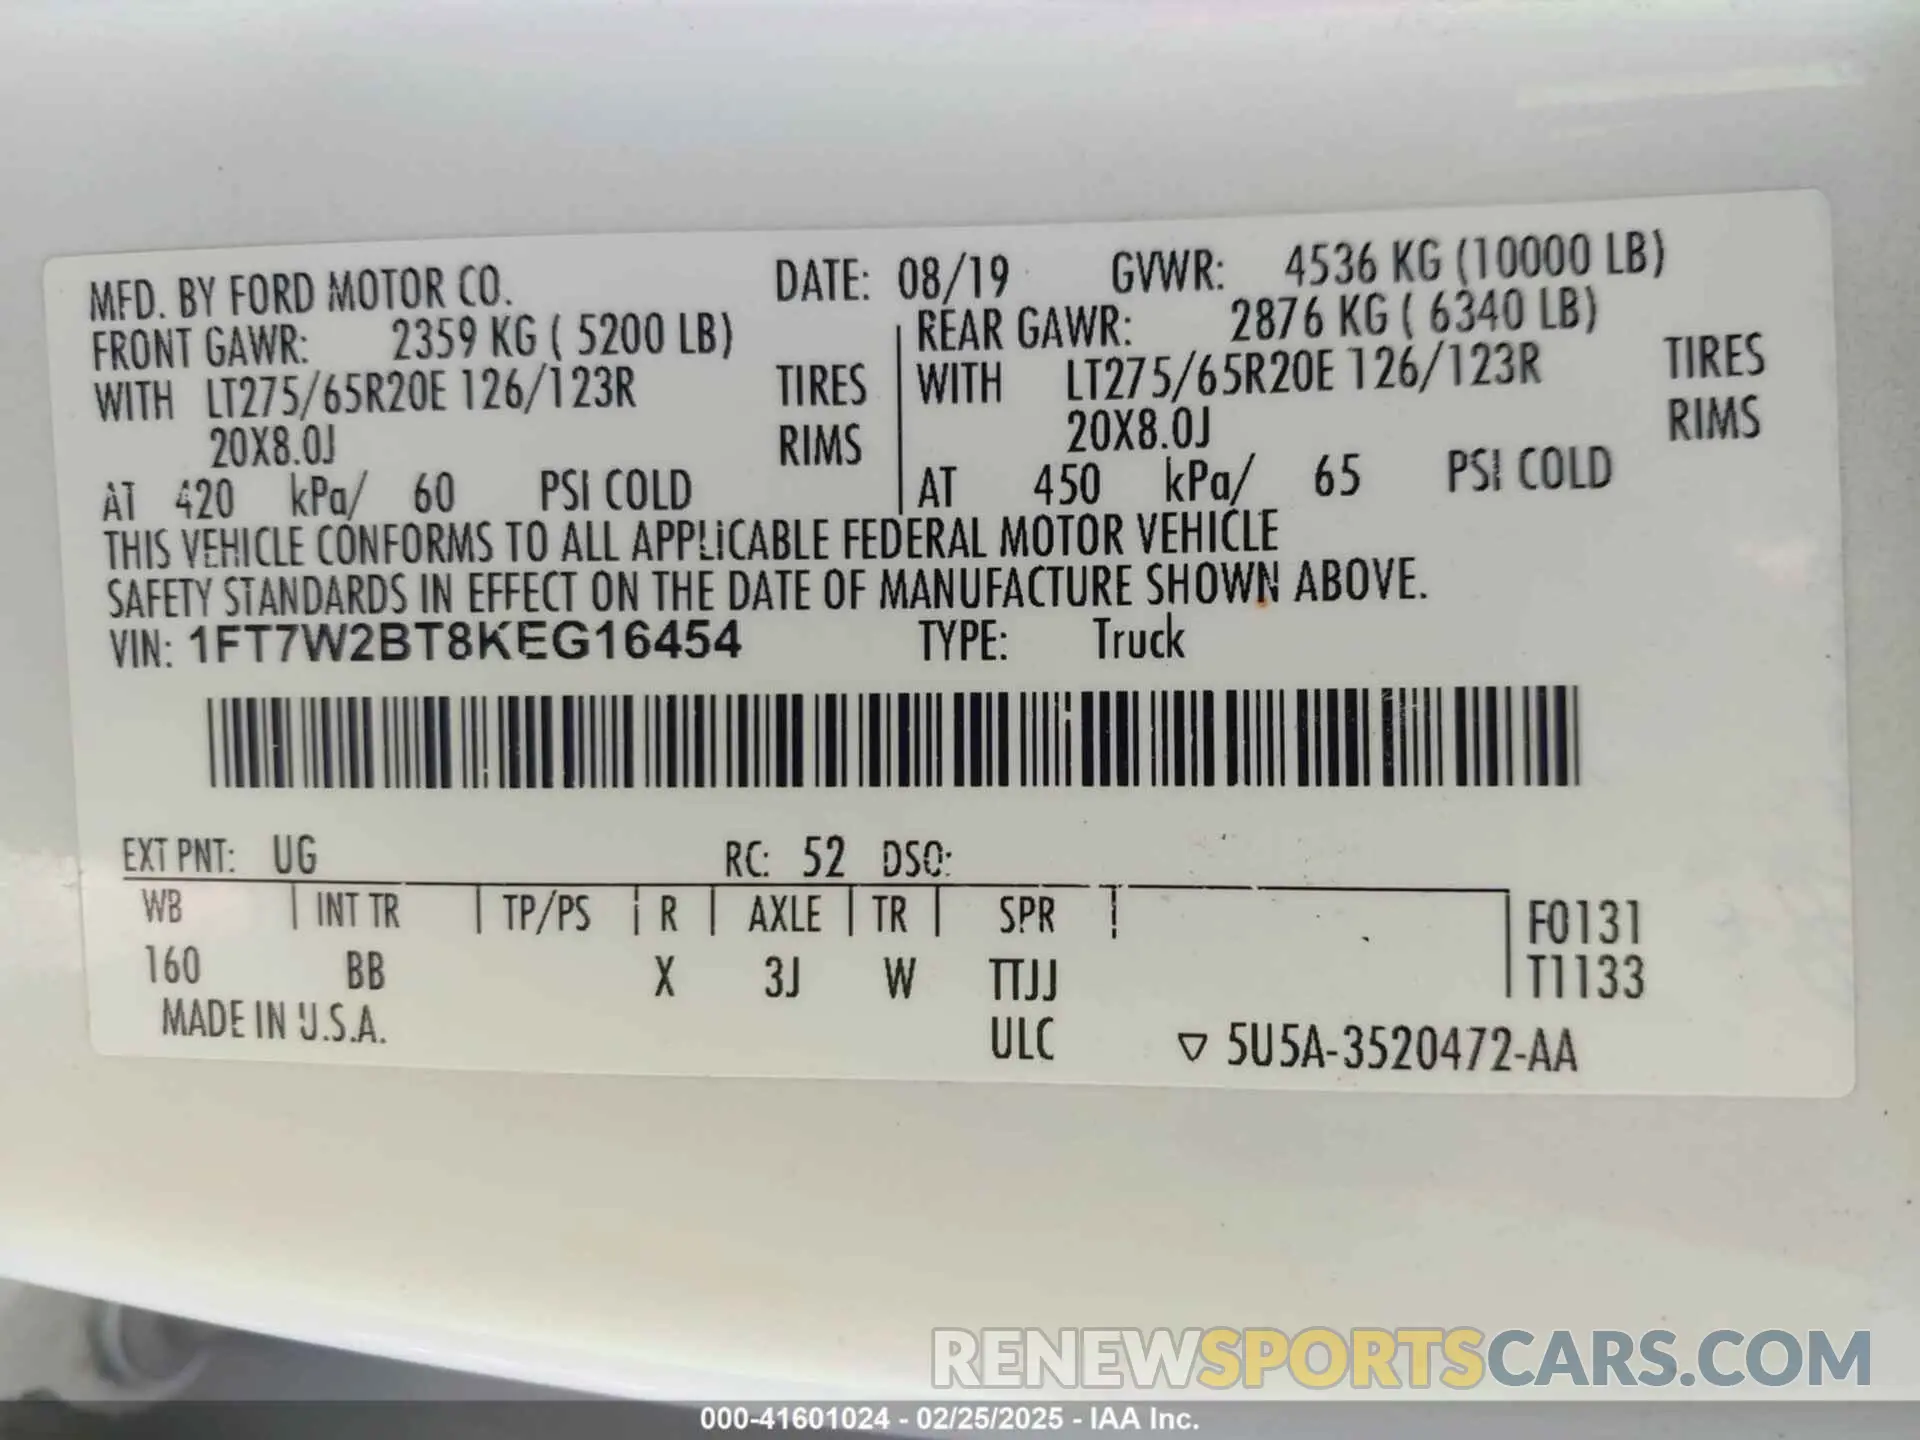 MFD. BY FORD MOTOR CO. DATE: 08/19 GVWR: 4536 KG (10000 LB)
FRONT GAWR: 2359 KG ( 5200 LB) REAR GAWR: 2876 KG ( 6340 LB)
WITH LT275/65R20E 126/123R TIRES WITH LT275/65R20E 126/123R TIRES
20X8.0J RIMS 20X8.0J RIMS
AT 420 kPa/ 60 PSI COLD AT 450 kPa/ 65 PSI COLD
THIS VEHICLE CONFORMS TO ALL APPLICABLE FEDERAL MOTOR VEHICLE
SAFETY STANDARDS IN EFFECT ON THE DATE OF MANUFACTURE SHOWN ABOVE.
VIN: 1FT7W2BT8KEG16454 TYPE: Truck
EXT PNT: UG RC: 52 DSO:
WB INT TR TP/PS R AXLE TR SPR F0131
160 BB X 3J W TTJJ T1133
MADE IN U.S.A. ULC ▽ 5U5A-3520472-AA
RENEWSPORTSCARS.COM
000-41601024 - 02/25/2025 - IAA Inc.